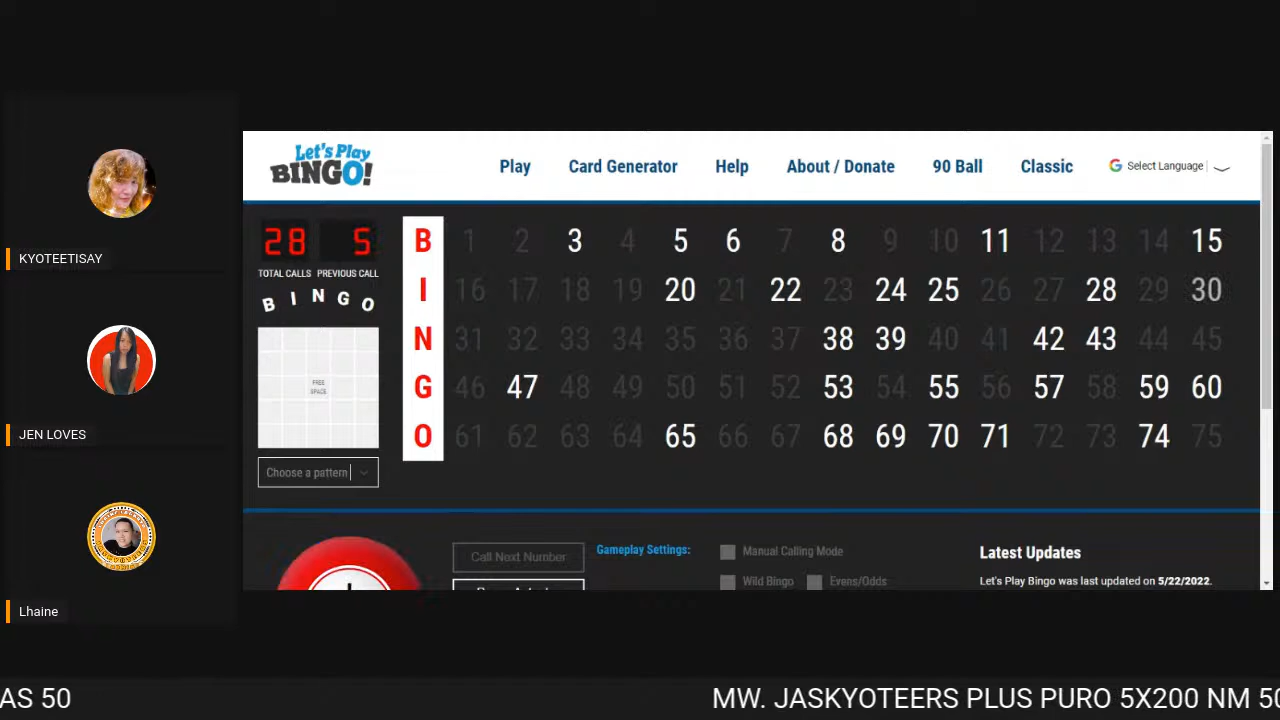 KYOTEETISAY
JEN LOVES
Lhaine
Let's Play
BINGO!
Play Card Generator Help About / Donate 90 Ball Classic Select Language
28 5
TOTAL CALLS PREVIOUS CALL
B I N G O
FREE
SPACE
Choose a pattern
B 1 2 3 4 5 6 7 8 9 10 11 12 13 14 15
I 16 17 18 19 20 21 22 23 24 25 26 27 28 29 30
N 31 32 33 34 35 36 37 38 39 40 41 42 43 44 45
G 46 47 48 49 50 51 52 53 54 55 56 57 58 59 60
O 61 62 63 64 65 66 67 68 69 70 71 72 73 74 75
Call Next Number
Gameplay Settings:
Manual Calling Mode
Wild Bingo Evens/Odds
Latest Updates
Let's Play Bingo was last updated on 5/22/2022.
AS 50 MW. JASKYOTEERS PLUS PURO 5X200 NM 50